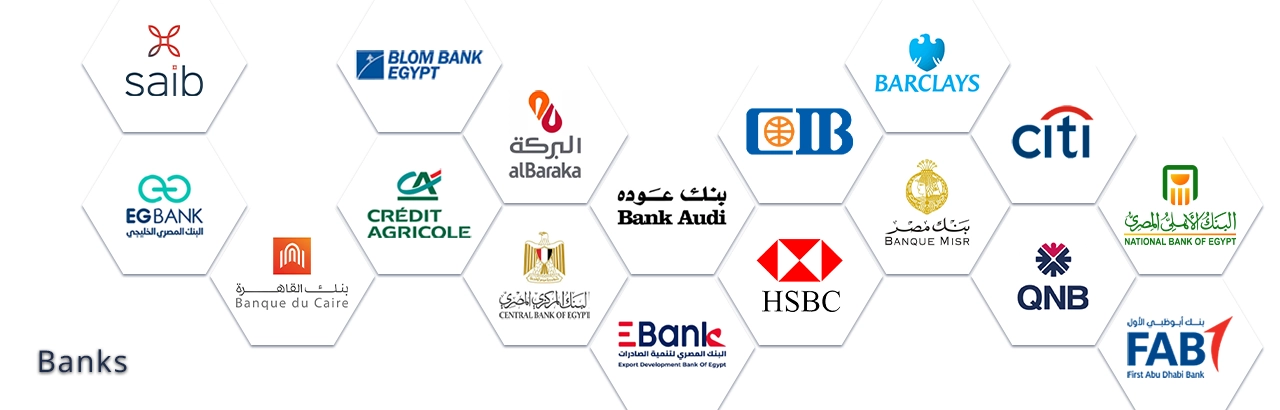 saib
BLOM BANK
EGYPT
BARCLAYS
البركة
alBaraka
CIB
citi
EGBANK
البنك المصري الخليجي
CRÉDIT
AGRICOLE
بنك عوده
Bank Audi
بنك مصر
BANQUE MISR
البنك الأهلي المصري
NATIONAL BANK OF EGYPT
بنك القاهرة
Banque du Caire
البنك المركزي المصري
CENTRAL BANK OF EGYPT
HSBC
QNB
EBank
البنك المصري لتنمية الصادرات
Export Development Bank Of Egypt
بنك أبوظبي الأول
FAB
First Abu Dhabi Bank
Banks